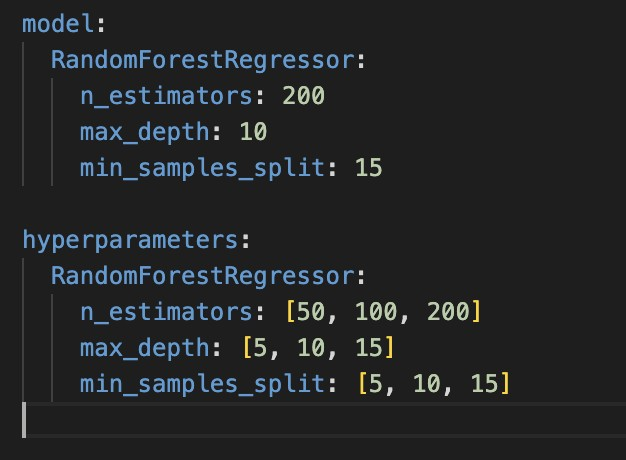 model:
  RandomForestRegressor:
    n_estimators: 200
    max_depth: 10
    min_samples_split: 15

hyperparameters:
  RandomForestRegressor:
    n_estimators: [50, 100, 200]
    max_depth: [5, 10, 15]
    min_samples_split: [5, 10, 15]